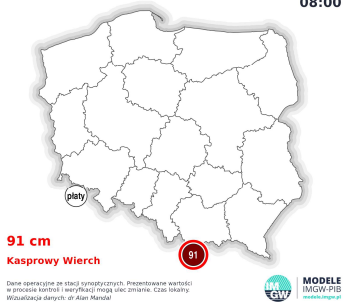 08:00
płaty
91
91 cm
Kasprowy Wierch
Dane operacyjne ze stacji synoptycznych. Prezentowane wartości
w procesie kontroli i weryfikacji mogą ulec zmianie. Czas lokalny.
Wizualizacja danych: dr Alan Mandal
IM
GW
MODELE
IMGW-PIB
modele.imgw.pl